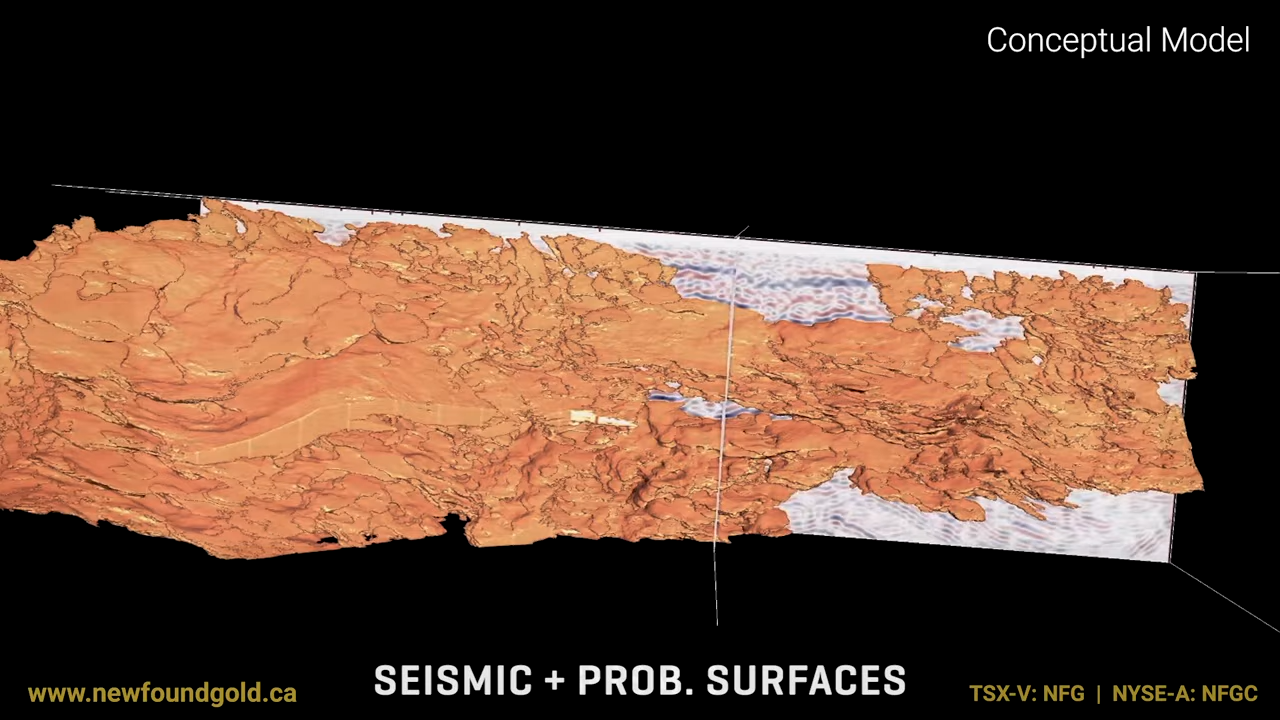 Conceptual Model
SEISMIC + PROB. SURFACES
www.newfoundgold.ca
TSX-V: NFG | NYSE-A: NFGC